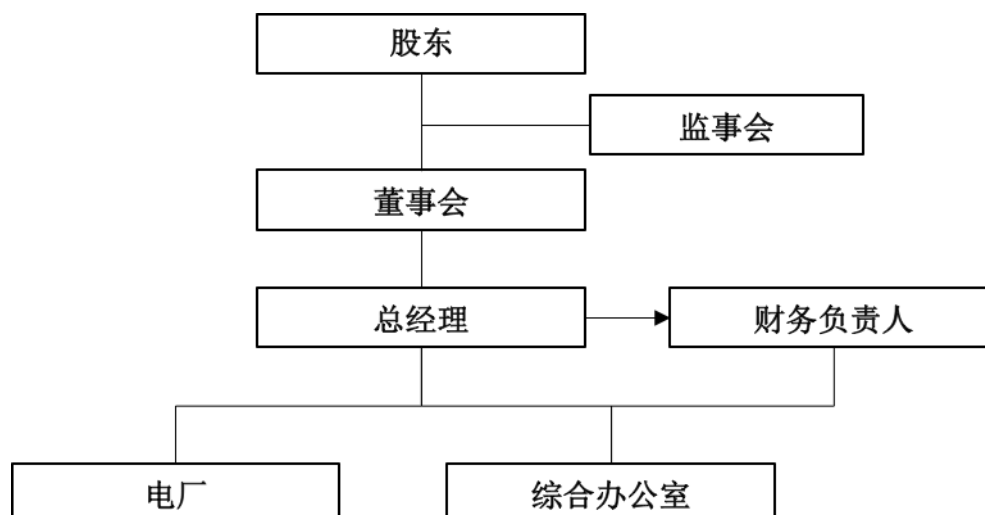 股东
监事会
董事会
总经理
财务负责人
电厂
综合办公室